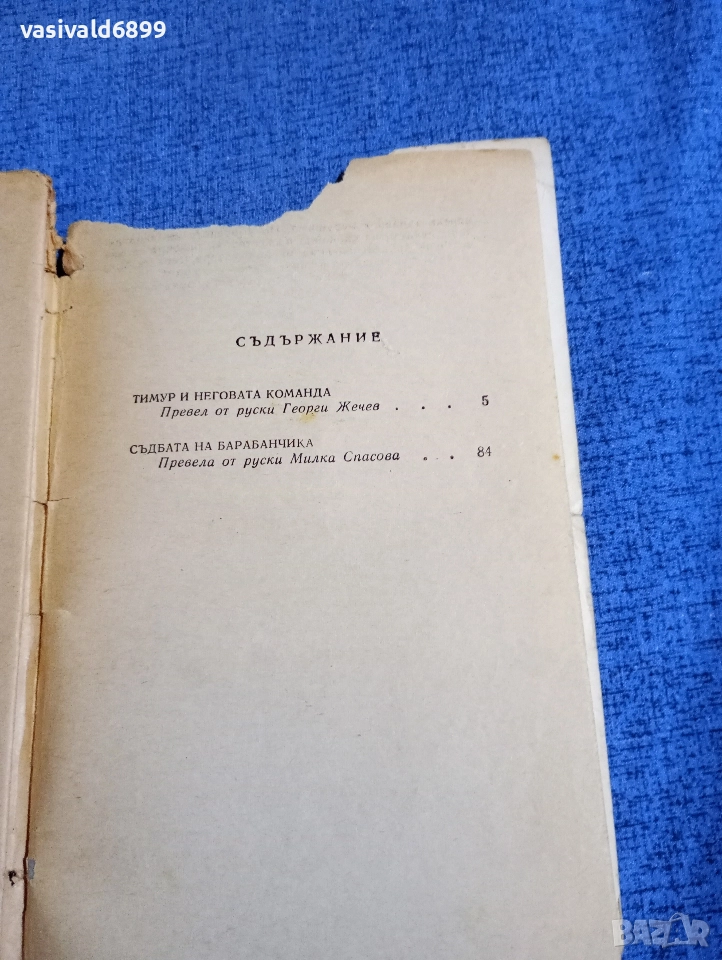 vasivald6899
СЪДЪРЖАНИЕ
ТИМУР И НЕГОВАТА КОМАНДА
Превел от руски Георги Жечев . . . 5
СЪДБАТА НА БАРАБАНЧИКА
Превела от руски Милка Спасова . . 84
BAZAR